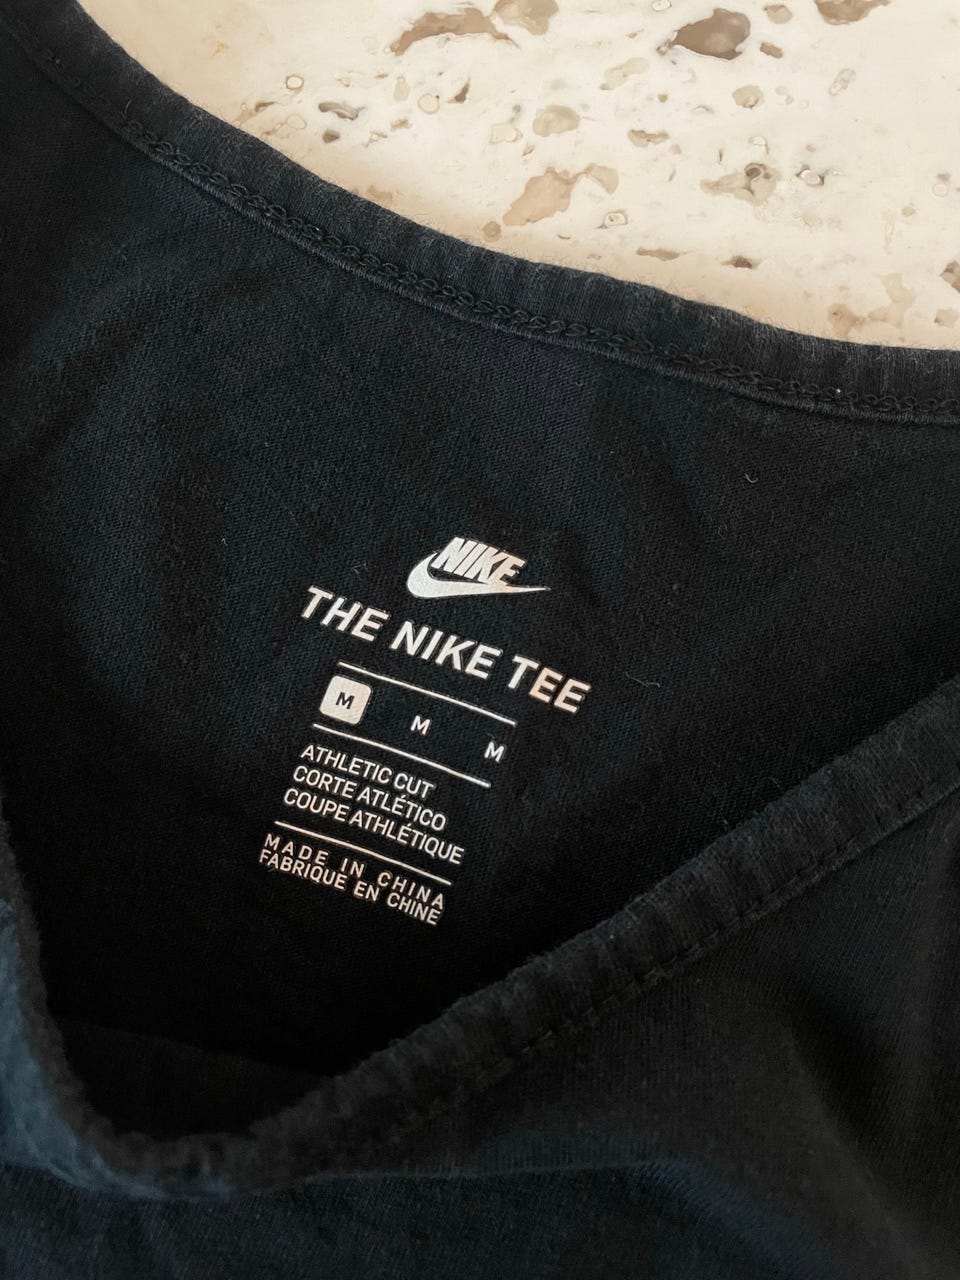 NIKE
THE NIKE TEE
M M M
ATHLETIC CUT
CORTE ATLÉTICO
COUPE ATHLÉTIQUE
MADE IN CHINA
FABRIQUE EN CHINE